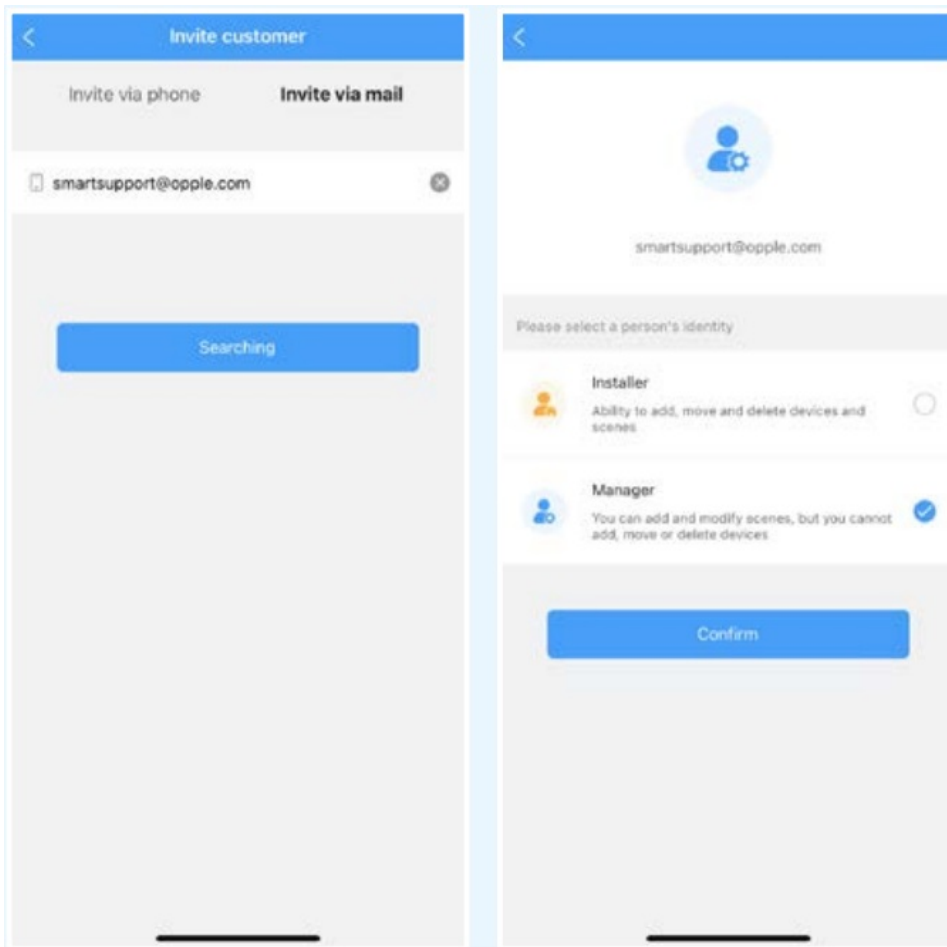 Invite customer
Invite via phone
Invite via mail
smartsupport@opple.com
Searching
smartsupport@opple.com
Please select a person's identity
Installer
Ability to add, move and delete devices and
scenes
Manager
You can add and modify scenes, but you cannot
add, move or delete devices
Confirm